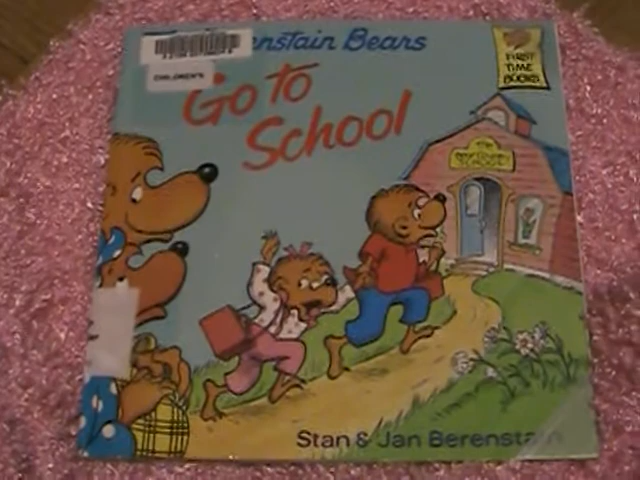 enstain Bears
Go to
School
FIRST
TIME
BOOKS
CHILDREN'S
Stan & Jan Berenstain